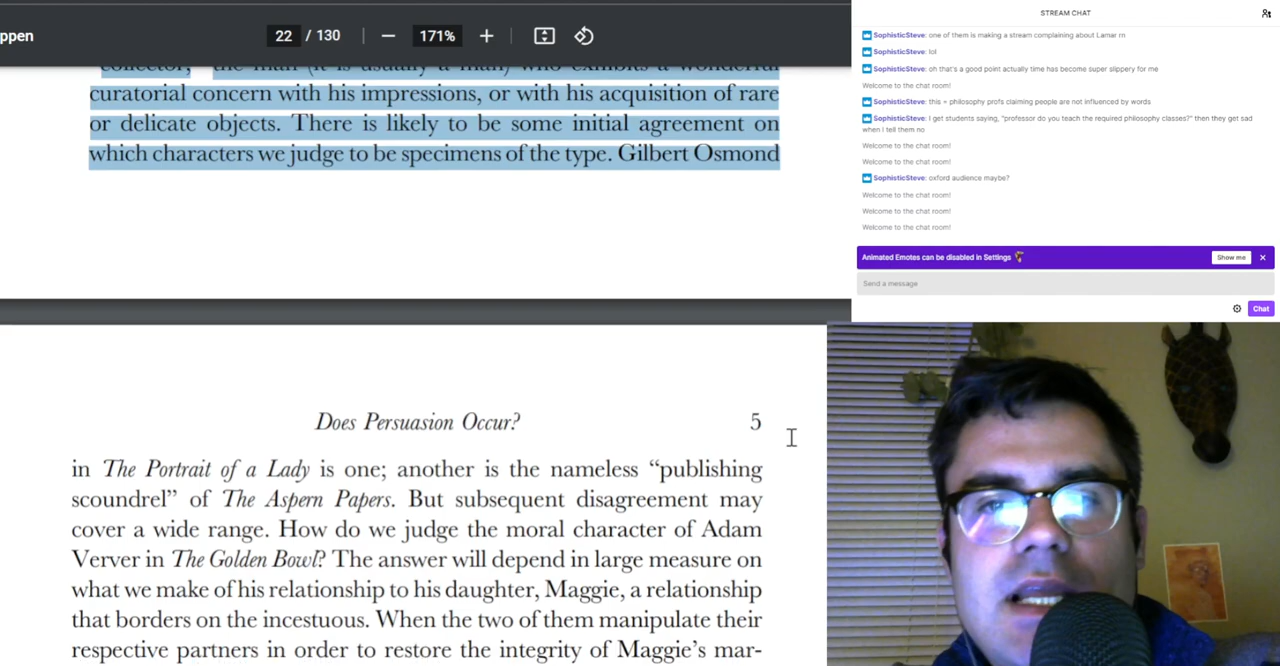 ppen
22 / 130
171%
collector, the man (it is usually a man) who exhibits a wonderful
curatorial concern with his impressions, or with his acquisition of rare
or delicate objects. There is likely to be some initial agreement on
which characters we judge to be specimens of the type. Gilbert Osmond
Does Persuasion Occur? 5
in The Portrait of a Lady is one; another is the nameless “publishing
scoundrel” of The Aspern Papers. But subsequent disagreement may
cover a wide range. How do we judge the moral character of Adam
Verver in The Golden Bowl? The answer will depend in large measure on
what we make of his relationship to his daughter, Maggie, a relationship
that borders on the incestuous. When the two of them manipulate their
respective partners in order to restore the integrity of Maggie’s mar-
STREAM CHAT
SophisticSteve: one of them is making a stream complaining about Lamar rn
SophisticSteve: lol
SophisticSteve: oh that's a good point actually time has become super slippery for me
Welcome to the chat room!
SophisticSteve: this = philosophy profs claiming people are not influenced by words
SophisticSteve: I get students saying, "professor do you teach the required philosophy classes?" then they get sad
when I tell them no
Welcome to the chat room!
Welcome to the chat room!
SophisticSteve: oxford audience maybe?
Welcome to the chat room!
Welcome to the chat room!
Welcome to the chat room!
Animated Emotes can be disabled in Settings
Show me
Send a message
Chat